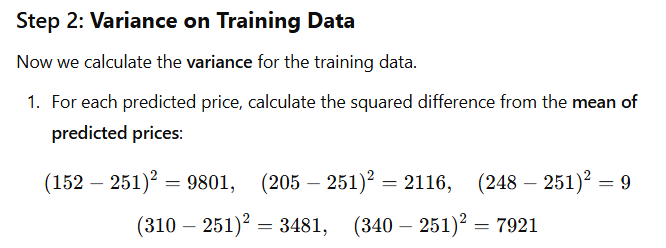 Step 2: Variance on Training Data
Now we calculate the variance for the training data.
1. For each predicted price, calculate the squared difference from the mean of
predicted prices:
(152 − 251)² = 9801, (205 − 251)² = 2116, (248 − 251)² = 9
(310 − 251)² = 3481, (340 − 251)² = 7921